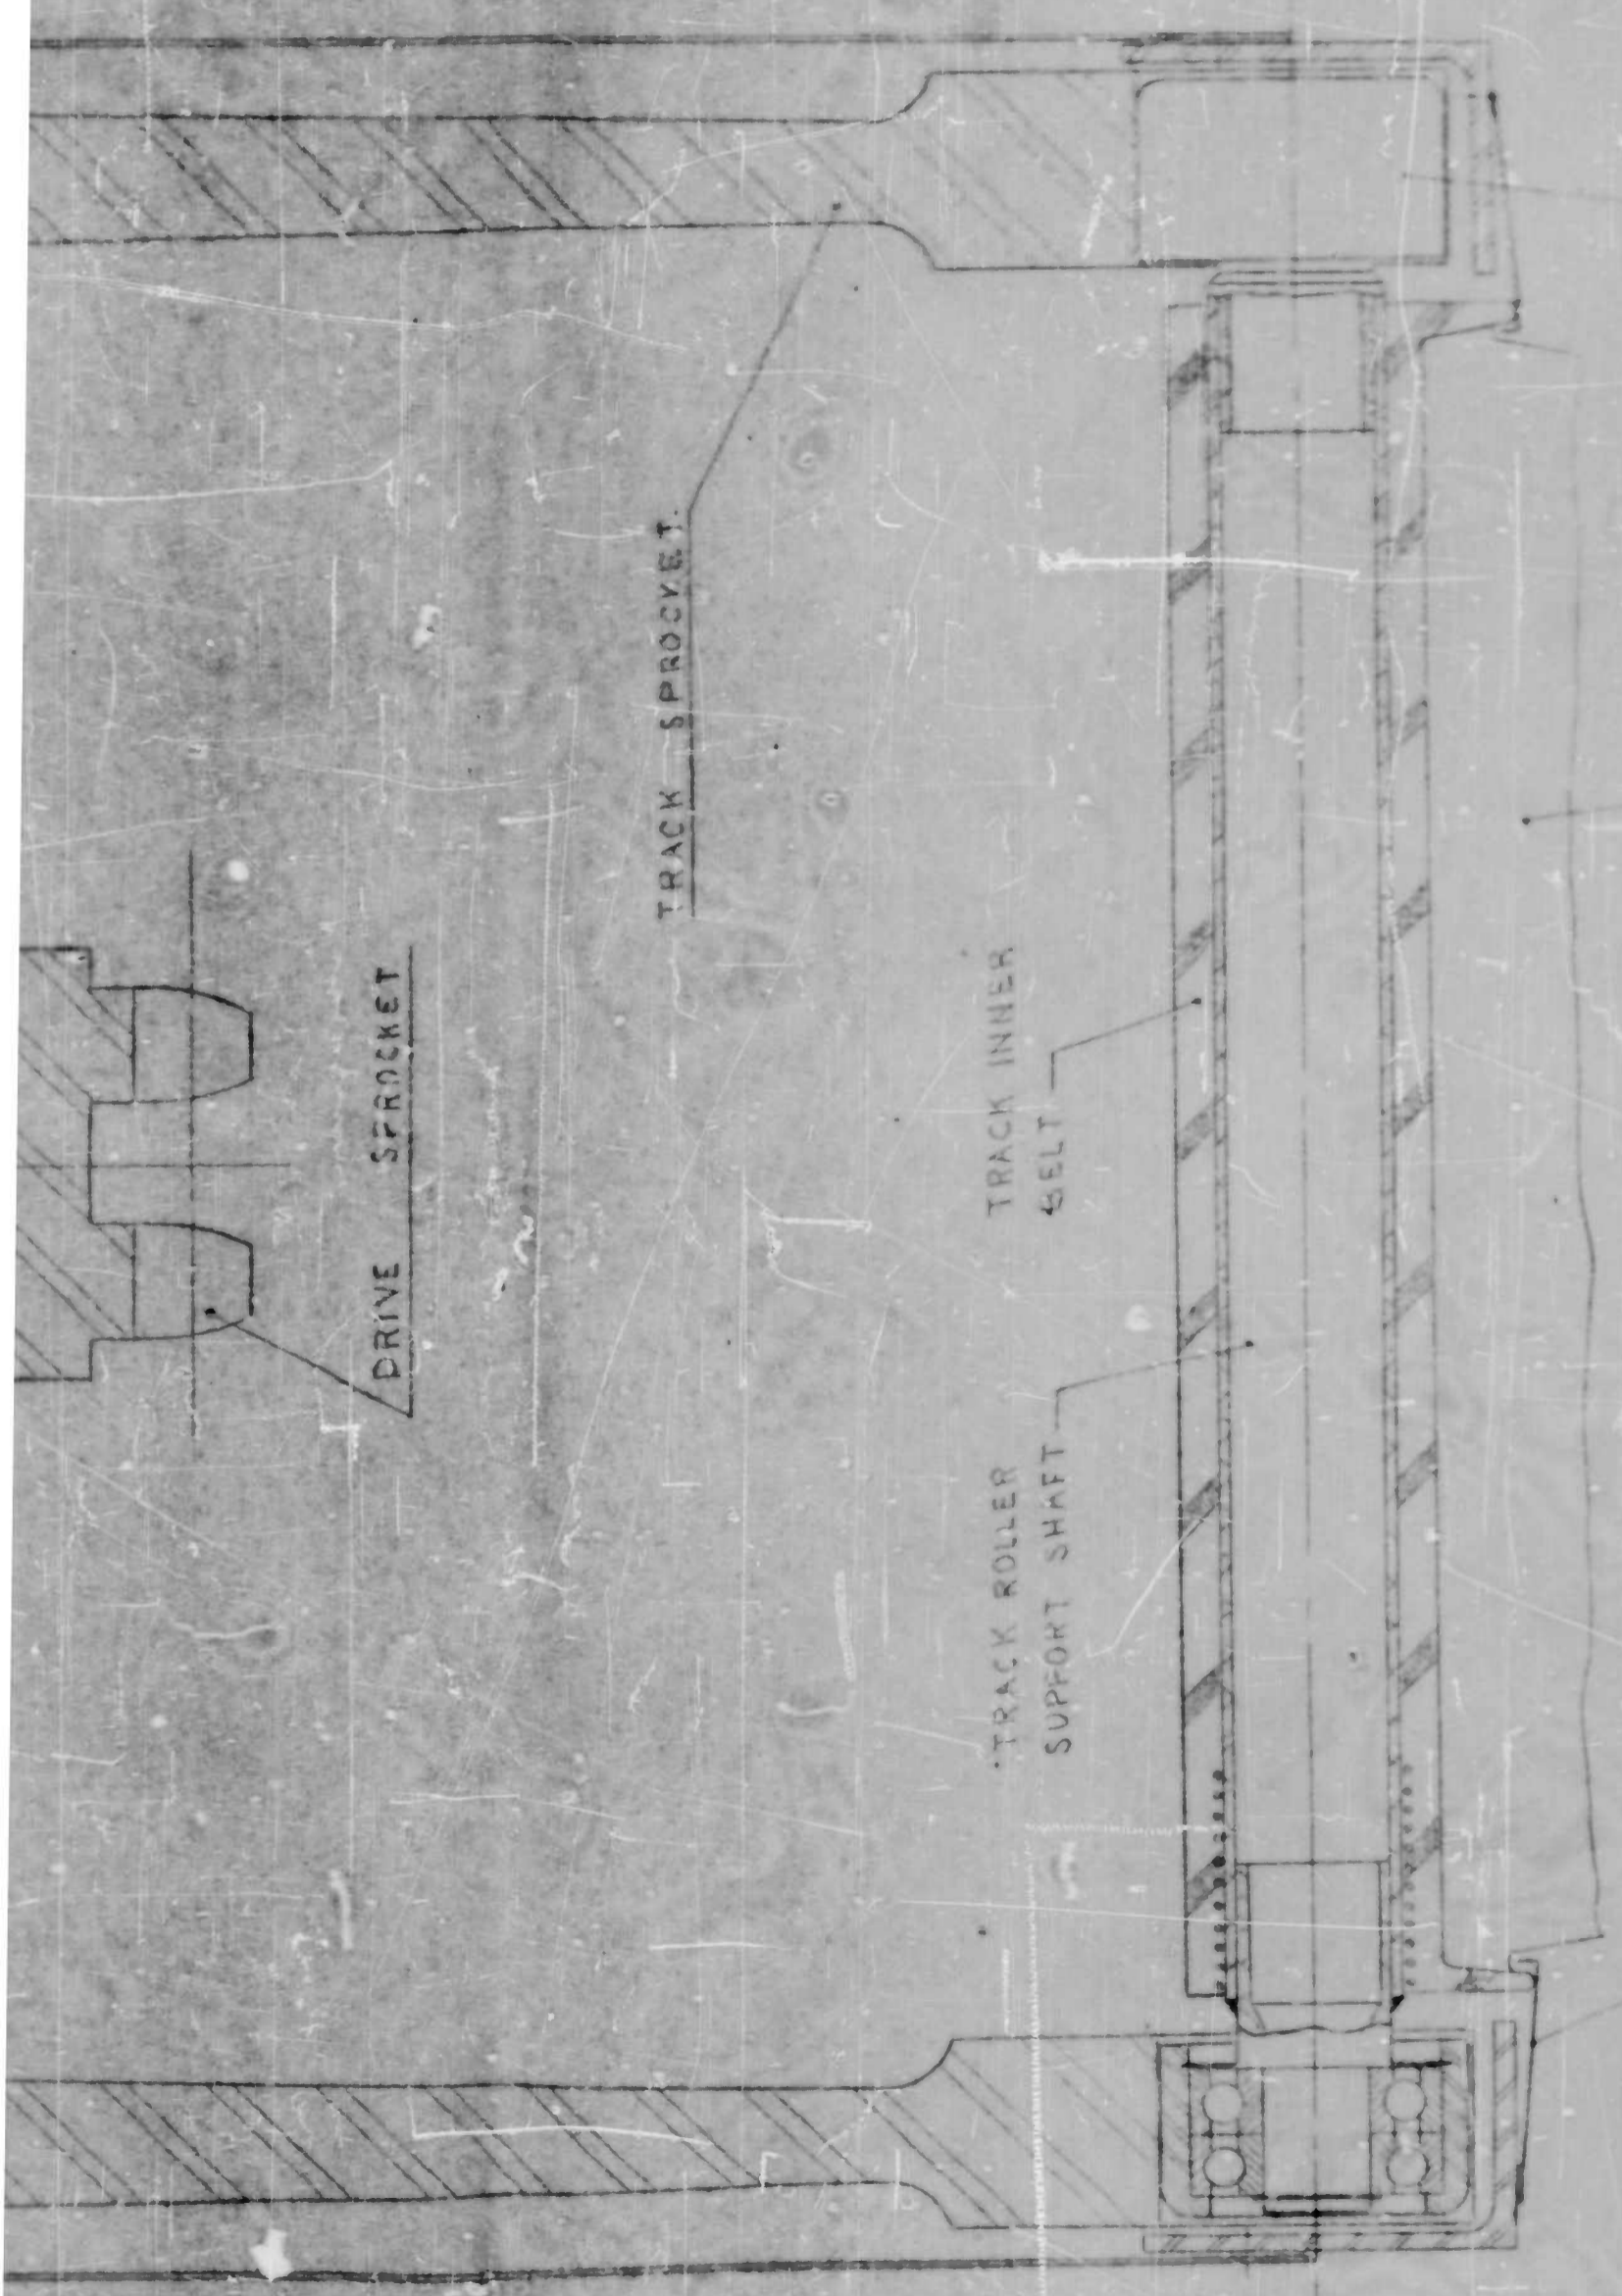 DRIVE SPROCKET
TRACK SPROCKET
TRACK ROLLER
SUPPORT SHAFT
TRACK INNER
BELT